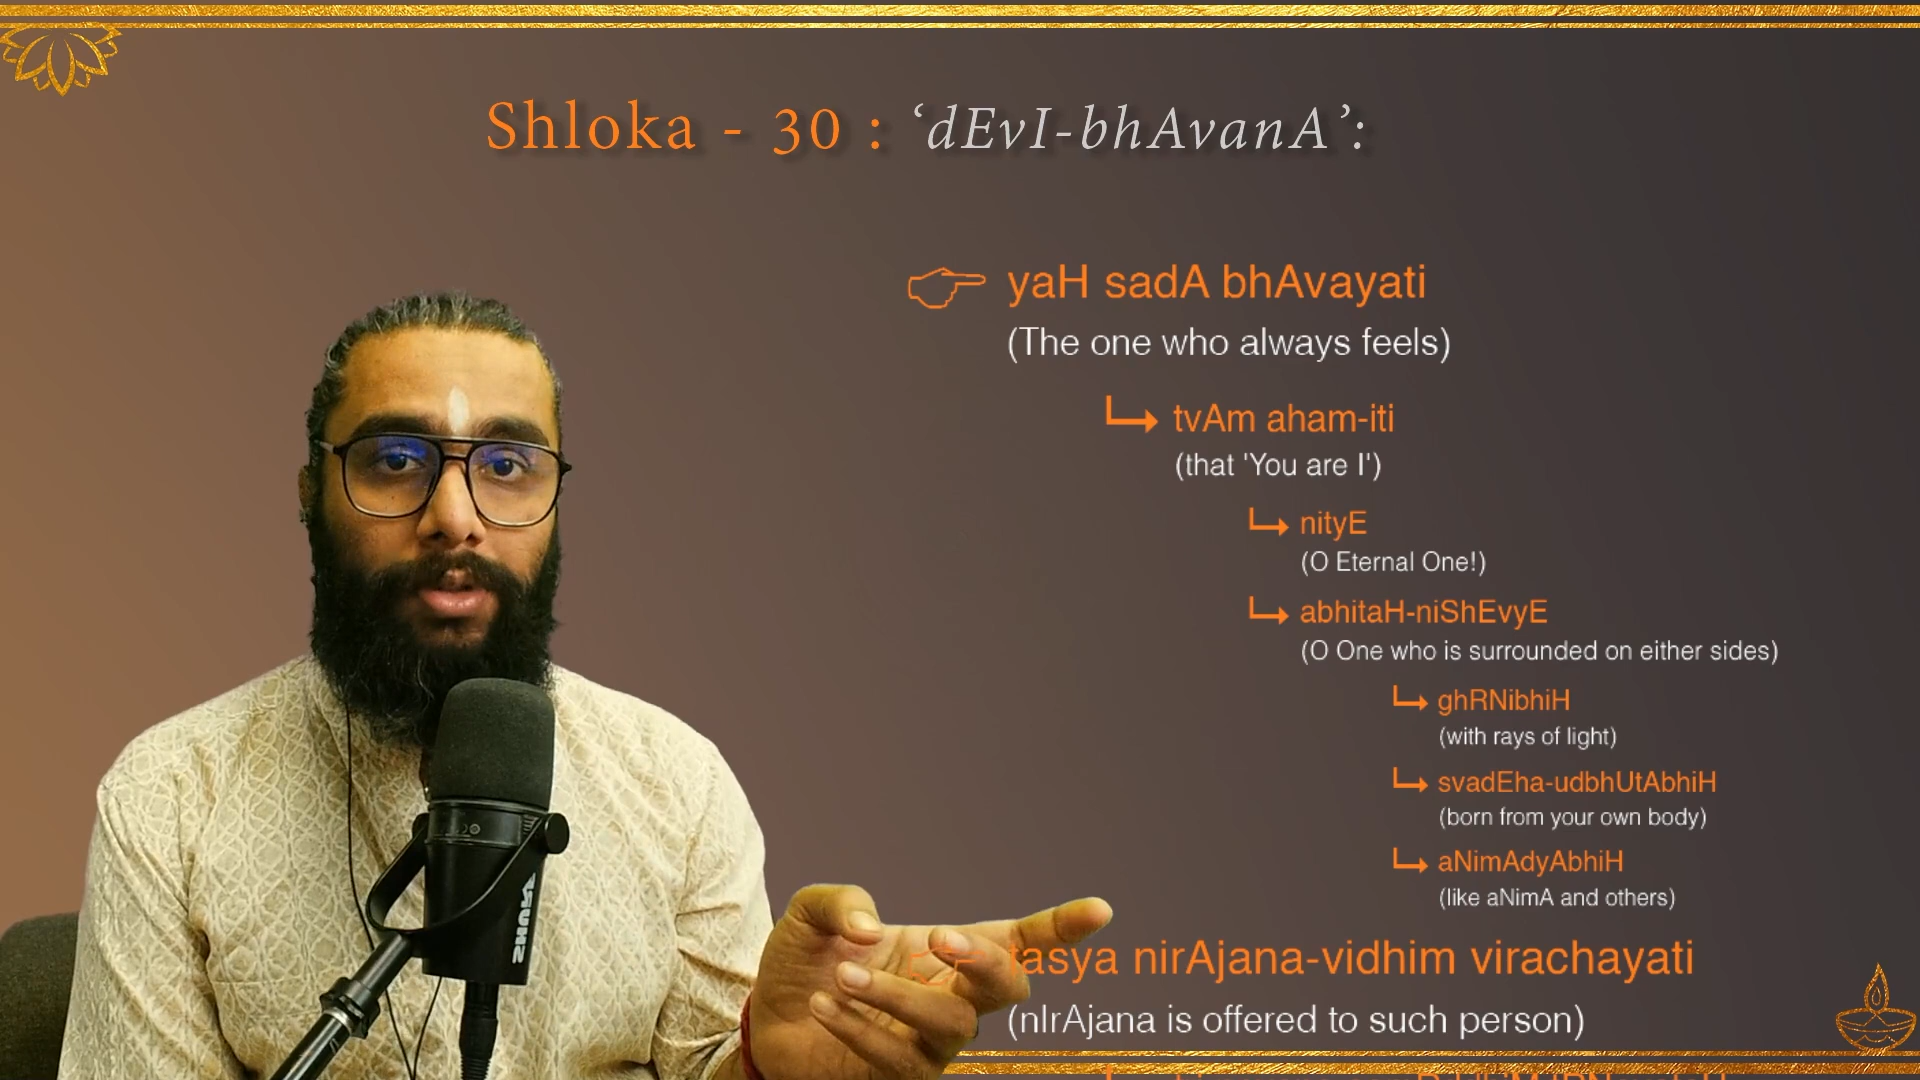 Shloka - 30 : ‘dEvI-bhAvanA’:
yaH sadA bhAvayati
(The one who always feels)
tvAm aham-iti
(that 'You are I')
nityE
(O Eternal One!)
abhitaH-niShEvyE
(O One who is surrounded on either sides)
ghRNibhiH
(with rays of light)
svadEha-udbhUtAbhiH
(born from your own body)
aNimAdyAbhiH
(like aNimA and others)
tasya nirAjana-vidhim virachayati
(nIrAjana is offered to such person)
SHURE